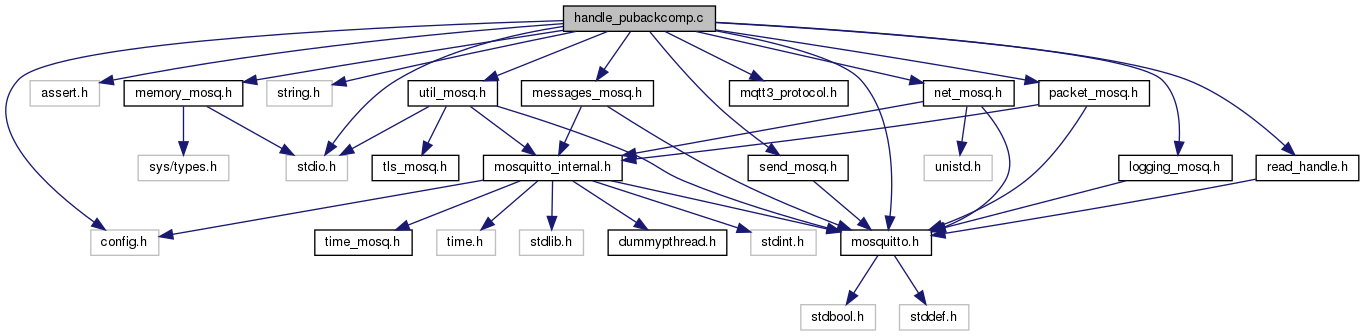 handle_pubackcomp.c
assert.h
memory_mosq.h
string.h
util_mosq.h
messages_mosq.h
mqtt3_protocol.h
net_mosq.h
packet_mosq.h
sys/types.h
stdio.h
tls_mosq.h
mosquitto_internal.h
send_mosq.h
unistd.h
logging_mosq.h
read_handle.h
config.h
time_mosq.h
time.h
stdlib.h
dummypthread.h
stdint.h
mosquitto.h
stdbool.h
stddef.h